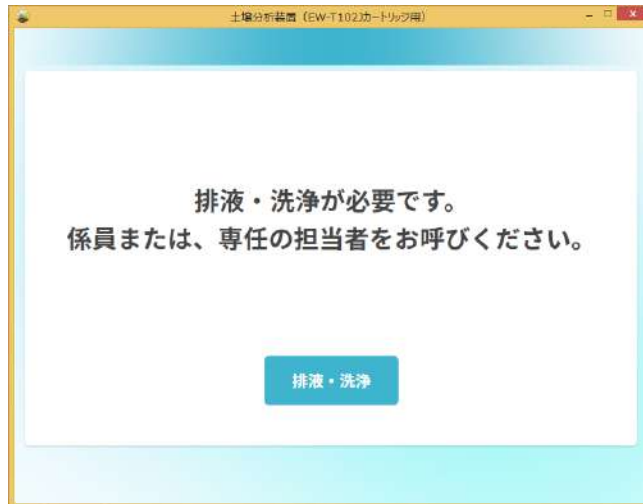 土壌分析装置（EW-T102Jカートリッジ用）
排液・洗浄が必要です。
係員または、専任の担当者をお呼びください。
排液・洗浄